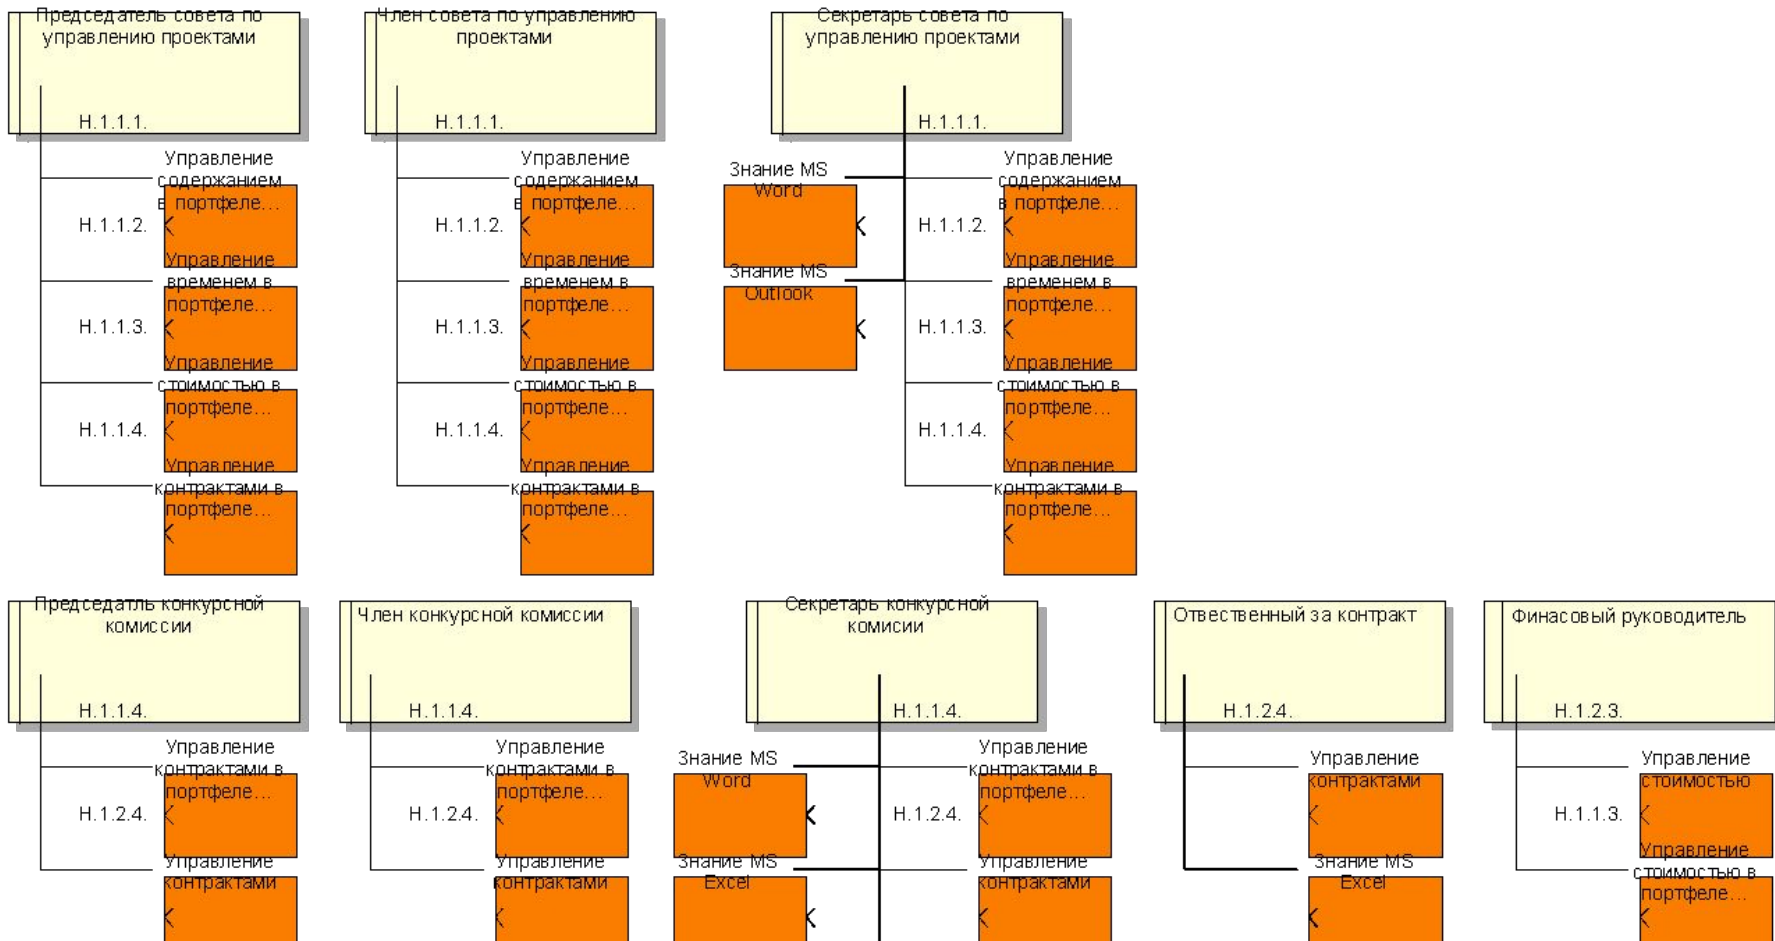 Председатель совета по
управлению проектами
Н.1.1.1.
Управление
содержанием
в портфеле...
Н.1.1.2.
Управление
временем в
портфеле...
Н.1.1.3.
Управление
стоимостью в
портфеле...
Н.1.1.4.
Управление
контрактами в
портфеле...
Член совета по управлению
проектами
Н.1.1.1.
Управление
содержанием
в портфеле...
Н.1.1.2.
Управление
временем в
портфеле...
Н.1.1.3.
Управление
стоимостью в
портфеле...
Н.1.1.4.
Управление
контрактами в
портфеле...
Секретарь совета по
управлению проектами
Знание MS
Word
Знание MS
Outlook
Н.1.1.1.
Управление
содержанием
в портфеле...
Н.1.1.2.
Управление
временем в
портфеле...
Н.1.1.3.
Управление
стоимостью в
портфеле...
Н.1.1.4.
Управление
контрактами в
портфеле...
Председатль конкурсной
комиссии
Н.1.1.4.
Управление
контрактами в
портфеле...
Н.1.2.4.
Управление
контрактами
Член конкурсной комиссии
Н.1.1.4.
Управление
контрактами в
портфеле...
Н.1.2.4.
Управление
контрактами
Секретарь конкурсной
комисии
Знание MS
Word
Знание MS
Excel
Н.1.1.4.
Управление
контрактами в
портфеле...
Н.1.2.4.
Управление
контрактами
Отвественный за контракт
Н.1.2.4.
Управление
контрактами
Знание MS
Excel
Финасовый руководитель
Н.1.2.3.
Управление
стоимостью
Н.1.1.3.
Управление
стоимостью в
портфеле...